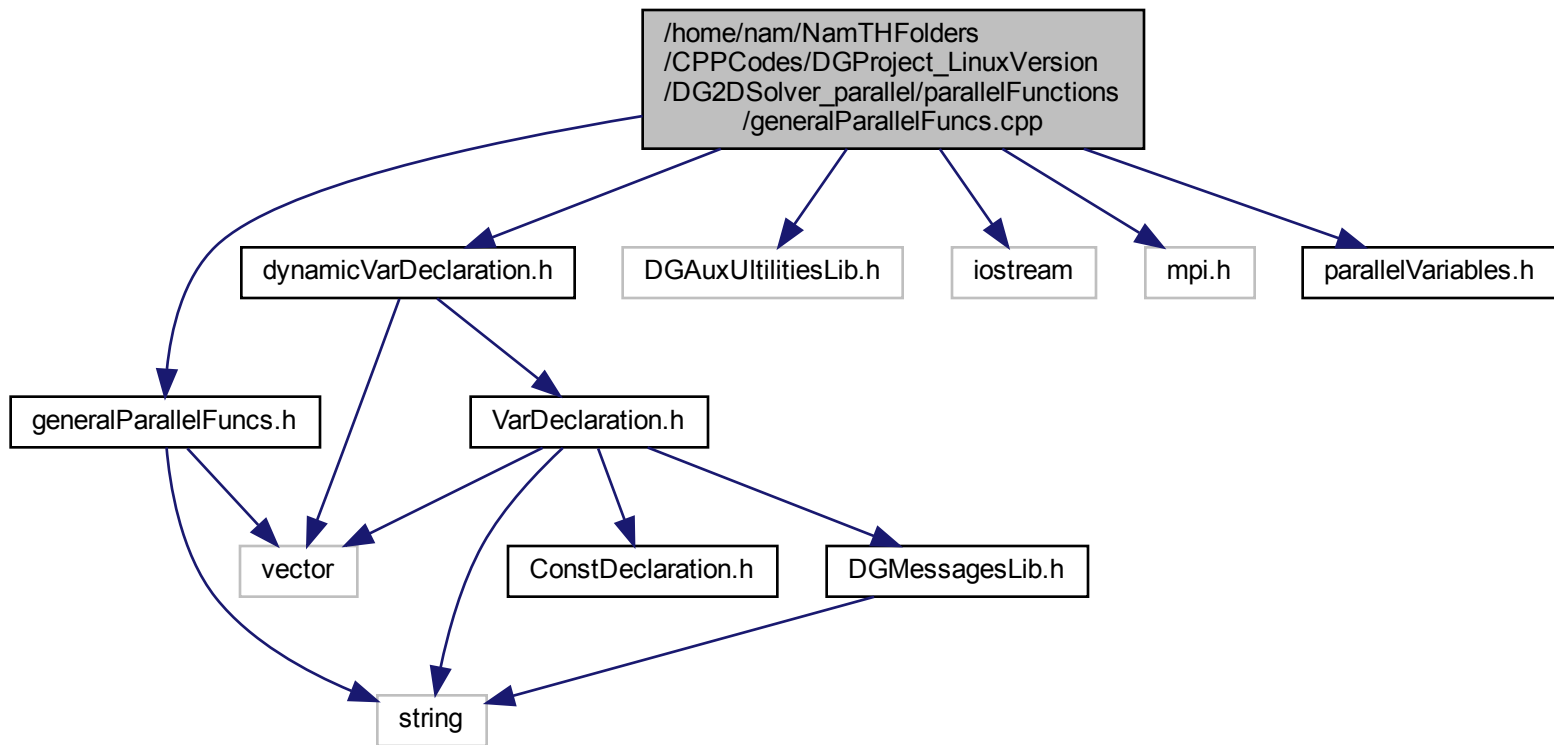 /home/nam/NamTHFolders
/CPPCodes/DGProject_LinuxVersion
/DG2DSolver_parallel/parallelFunctions
/generalParallelFuncs.cpp
dynamicVarDeclaration.h
DGAuxUltilitiesLib.h
iostream
mpi.h
parallelVariables.h
generalParallelFuncs.h
VarDeclaration.h
vector
ConstDeclaration.h
DGMessagesLib.h
string